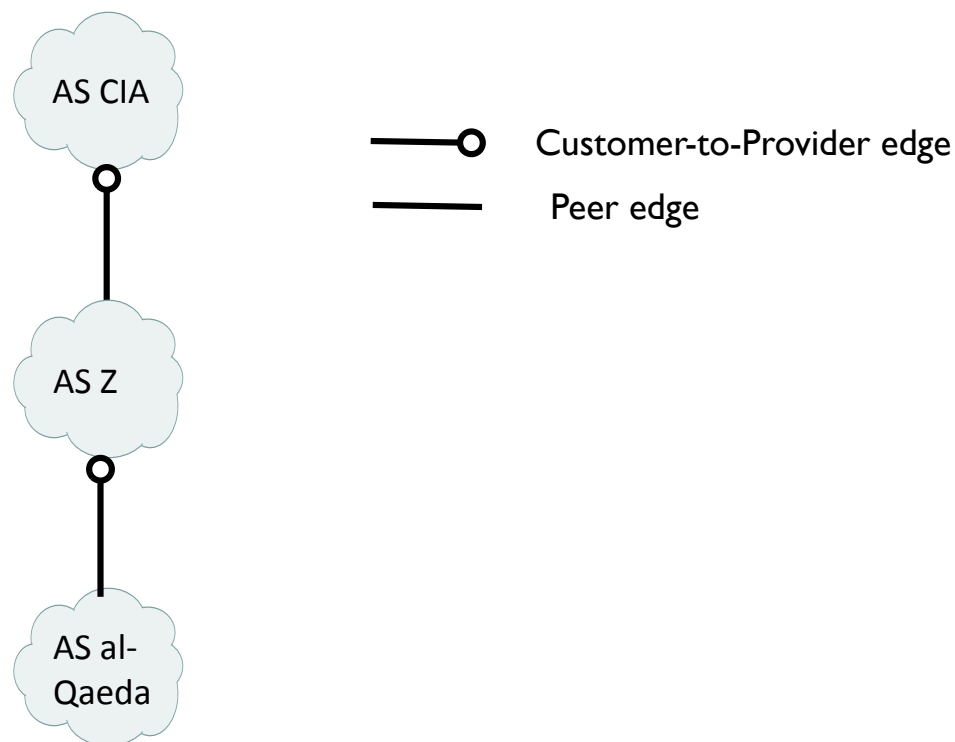 AS CIA
Customer-to-Provider edge
Peer edge
AS Z
AS al-
Qaeda